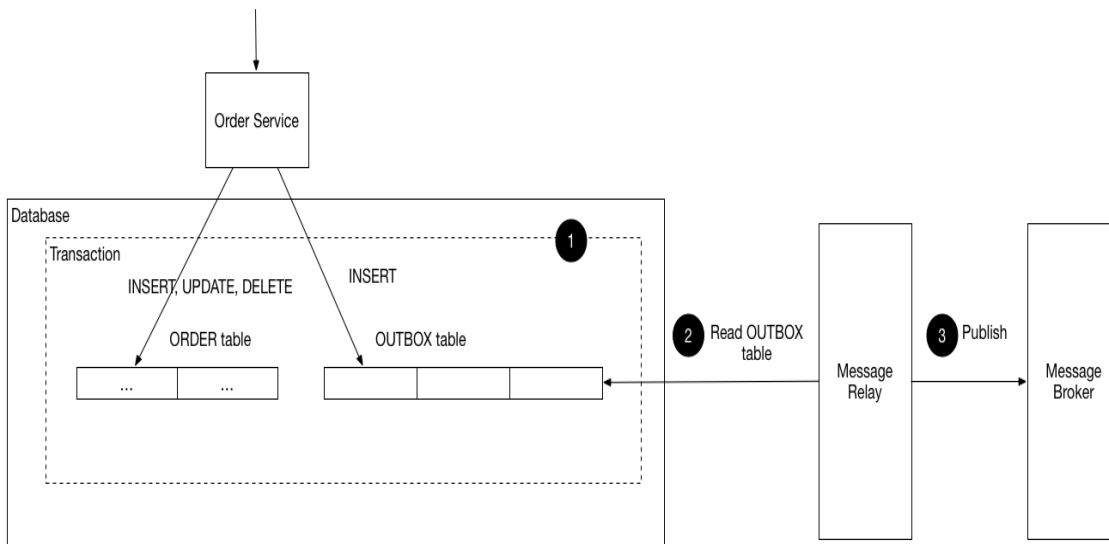 Order Service
Database
1
Transaction
INSERT
INSERT, UPDATE, DELETE
ORDER table
OUTBOX table
...
...
2
Read OUTBOX
table
Message
Relay
3
Publish
Message
Broker